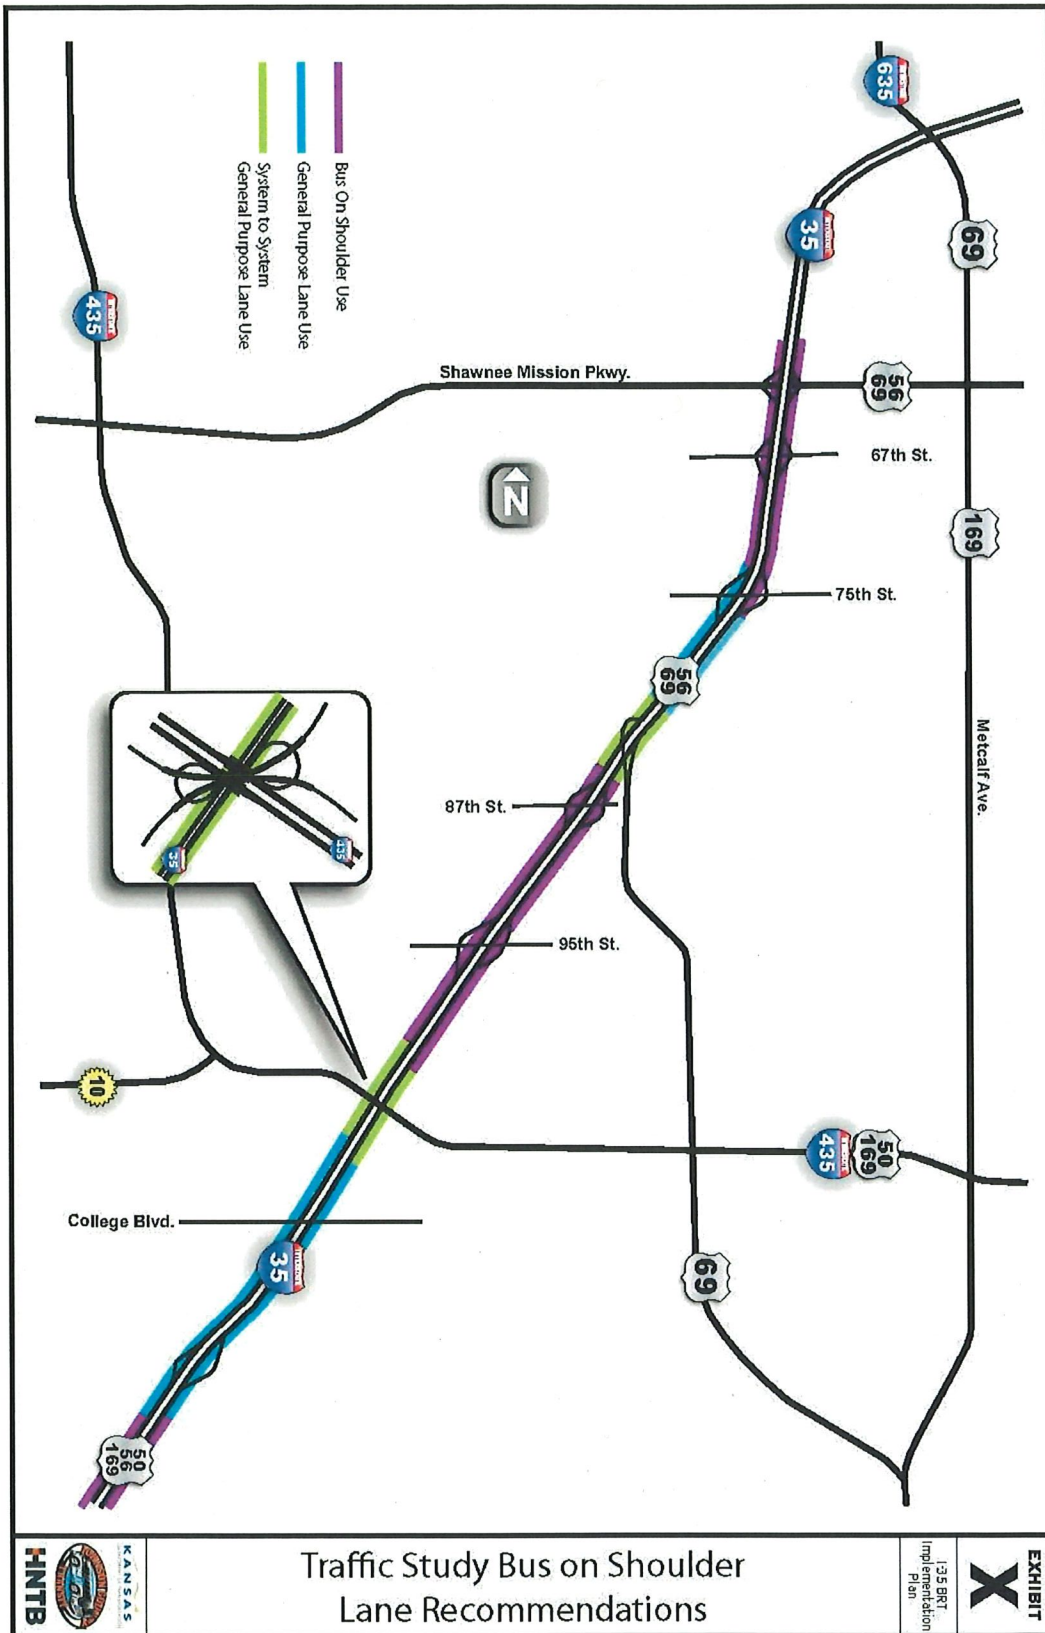 635
69
35
56
69
Shawnee Mission Pkwy.
67th St.
435
Bus On Shoulder Use
General Purpose Lane Use
System to System
General Purpose Lane Use
N
169
75th St.
56
69
Metcalf Ave.
87th St.
435
35
95th St.
10
435
50
169
College Blvd.
35
69
50
56
169
Traffic Study Bus on Shoulder
Lane Recommendations
EXHIBIT
X
I-35 BRT
Implementation
Plan
KANSAS
HNTB